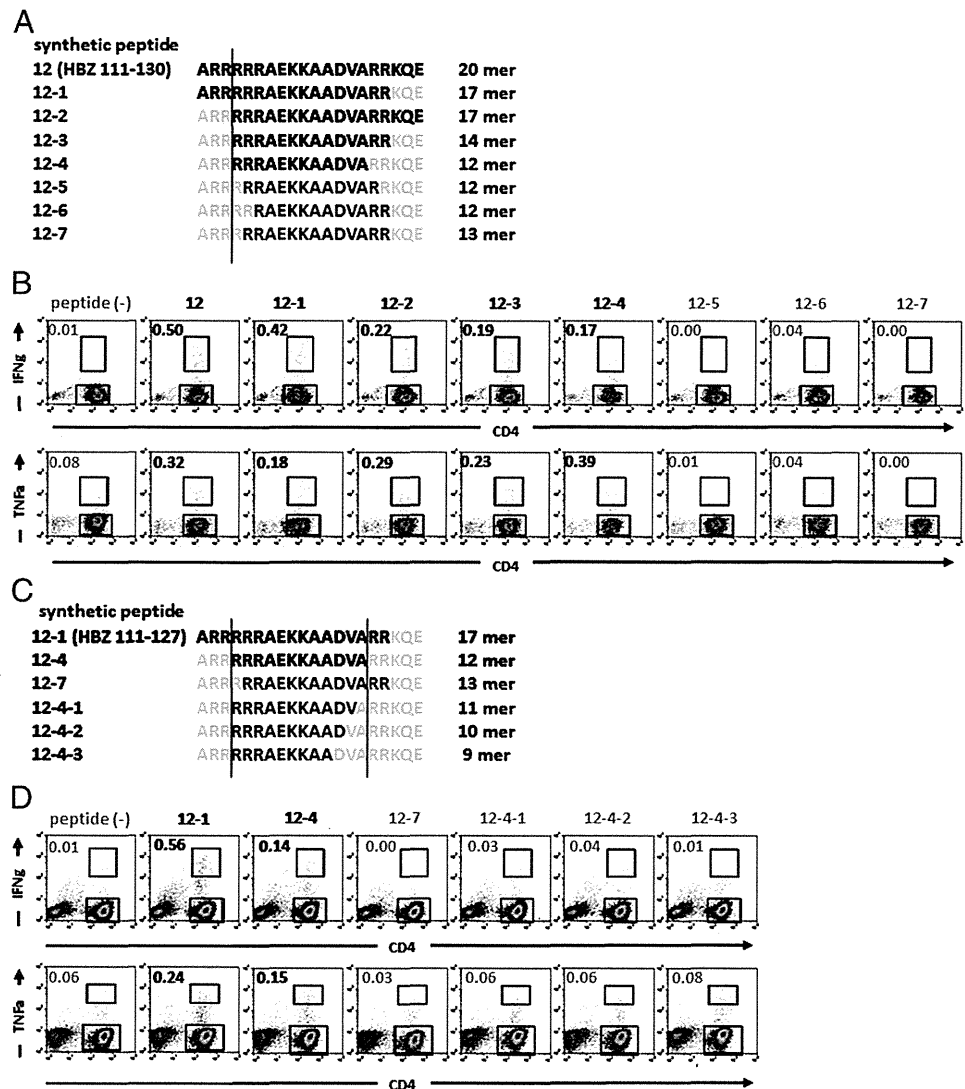 A
synthetic peptide
12 (HBZ 111-130) ARRRRRAEKKAADVARRKQE 20 mer
12-1 ARRRRRAEKKAADVARRKQE 17 mer
12-2 ARRRRRAEKKAADVARRKQE 17 mer
12-3 ARRRRRAEKKAADVARRKQE 14 mer
12-4 ARRRRRAEKKAADVARRKQE 12 mer
12-5 ARRRRRAEKKAADVARRKQE 12 mer
12-6 ARRRRRAEKKAADVARRKQE 12 mer
12-7 ARRRRRAEKKAADVARRKQE 13 mer
B
peptide (-) 12 12-1 12-2 12-3 12-4 12-5 12-6 12-7
IFNg
0.01 0.50 0.42 0.22 0.19 0.17 0.00 0.04 0.00
CD4
TNFa
0.08 0.32 0.18 0.29 0.23 0.39 0.01 0.04 0.00
CD4
C
synthetic peptide
12-1 (HBZ 111-127) ARRRRRAEKKAADVARRKQE 17 mer
12-4 ARRRRRAEKKAADVARRKQE 12 mer
12-7 ARRRRRAEKKAADVARRKQE 13 mer
12-4-1 ARRRRRAEKKAADVARRKQE 11 mer
12-4-2 ARRRRRAEKKAADVARRKQE 10 mer
12-4-3 ARRRRRAEKKAADVARRKQE 9 mer
D
peptide (-) 12-1 12-4 12-7 12-4-1 12-4-2 12-4-3
IFNg
0.01 0.56 0.14 0.00 0.03 0.04 0.01
CD4
TNFa
0.06 0.24 0.15 0.03 0.06 0.06 0.08
CD4